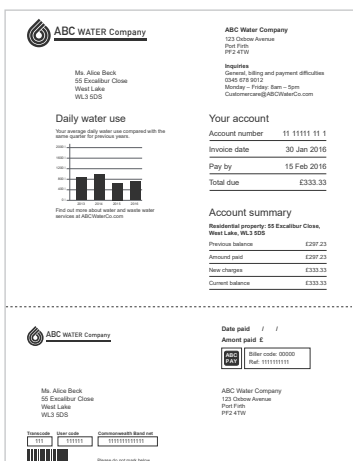 ABC WATER Company
ABC Water Company
123 Oxbow Avenue
Port Firth
PF2 4TW
Inquiries
General, billing and payment difficulties
0345 678 9012
Monday – Friday: 8am – 5pm
Customercare@ABCWaterCo.com
Ms. Alice Beck
55 Excalibur Close
West Lake
WL3 5DS
Daily water use
Your average daily water use compared with the
same quarter for previous years.
2013 2014 2015 2016
Find out more about water and waste water
services at ABCWaterCo.com
Your account
Account number 11 11111 11 1
Invoice date 30 Jan 2016
Pay by 15 Feb 2016
Total due £333.33
Account summary
Residential property: 55 Excalibur Close,
West Lake, WL3 5DS
Previous balance £297.23
Amound paid £297.23
New charges £333.33
Current balance £333.33
ABC WATER Company
Date paid / /
Amont paid £
ABC
PAY
Biller code: 00000
Ref: 1111111111
Ms. Alice Beck
55 Excalibur Close
West Lake
WL3 5DS
ABC Water Company
123 Oxbow Avenue
Port Firth
PF2 4TW
Transcode User code Commonwealth Band net
111 111111 1111111111111
Please do not mark below